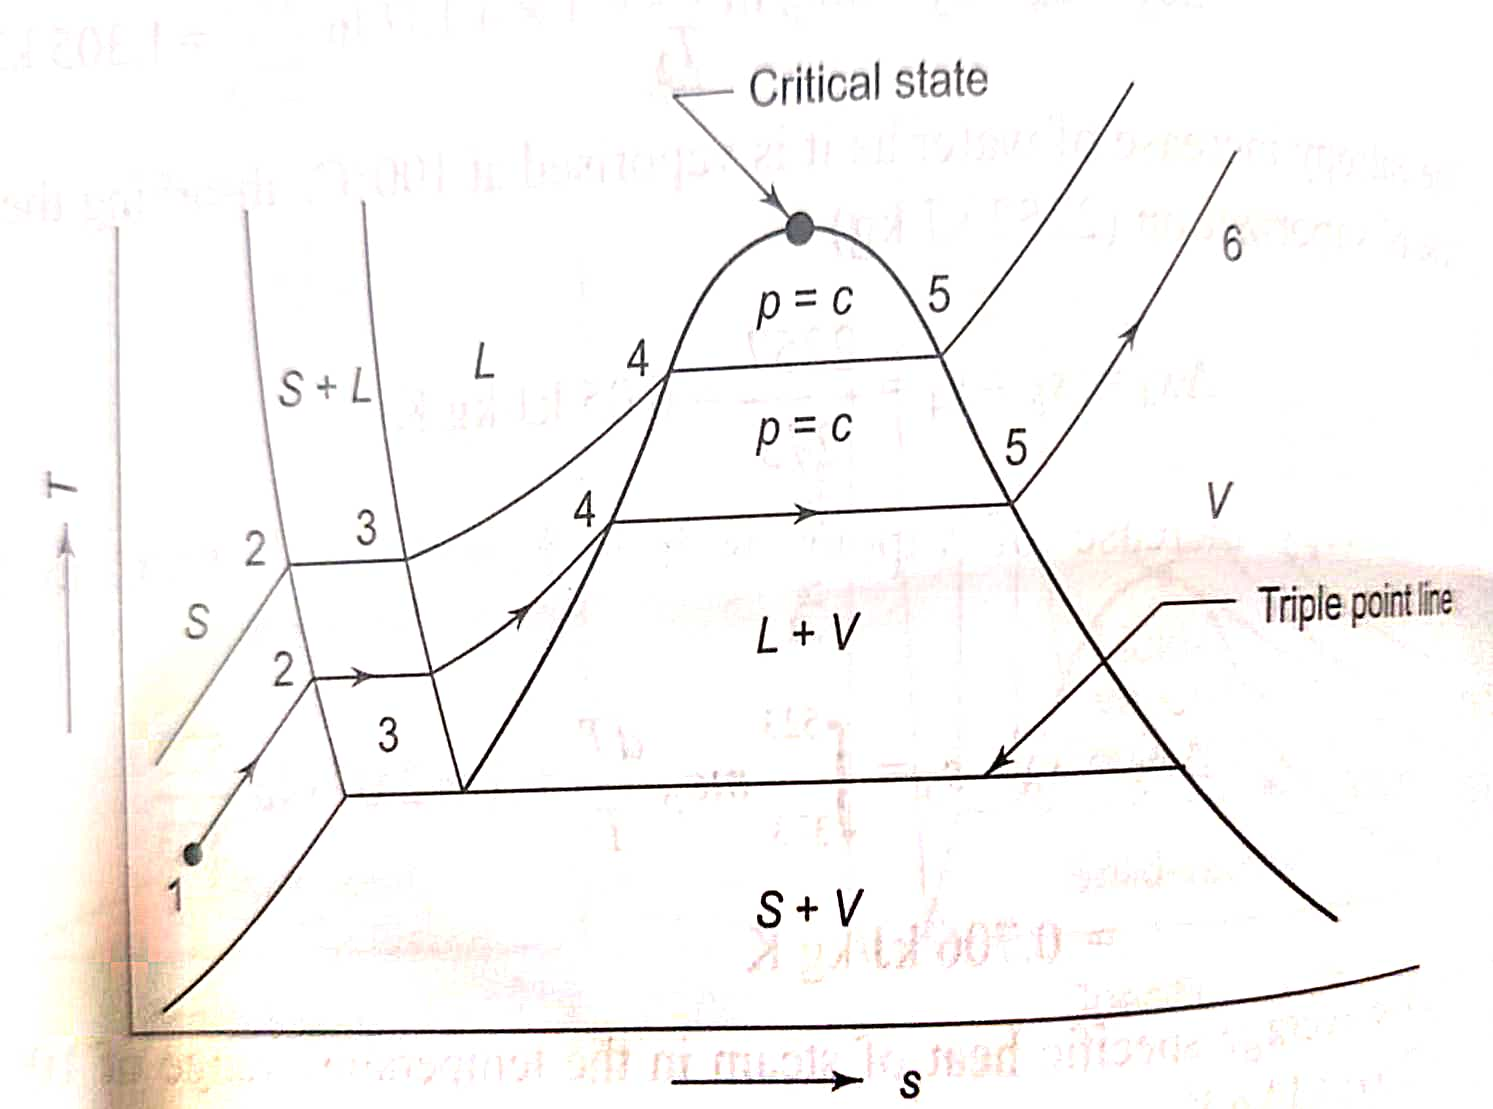 Critical state
6
p = c
5
4
L
S + L
p = c
5
4
V
3
2
T
S
Triple point line
L + V
2
3
1
S + V
s